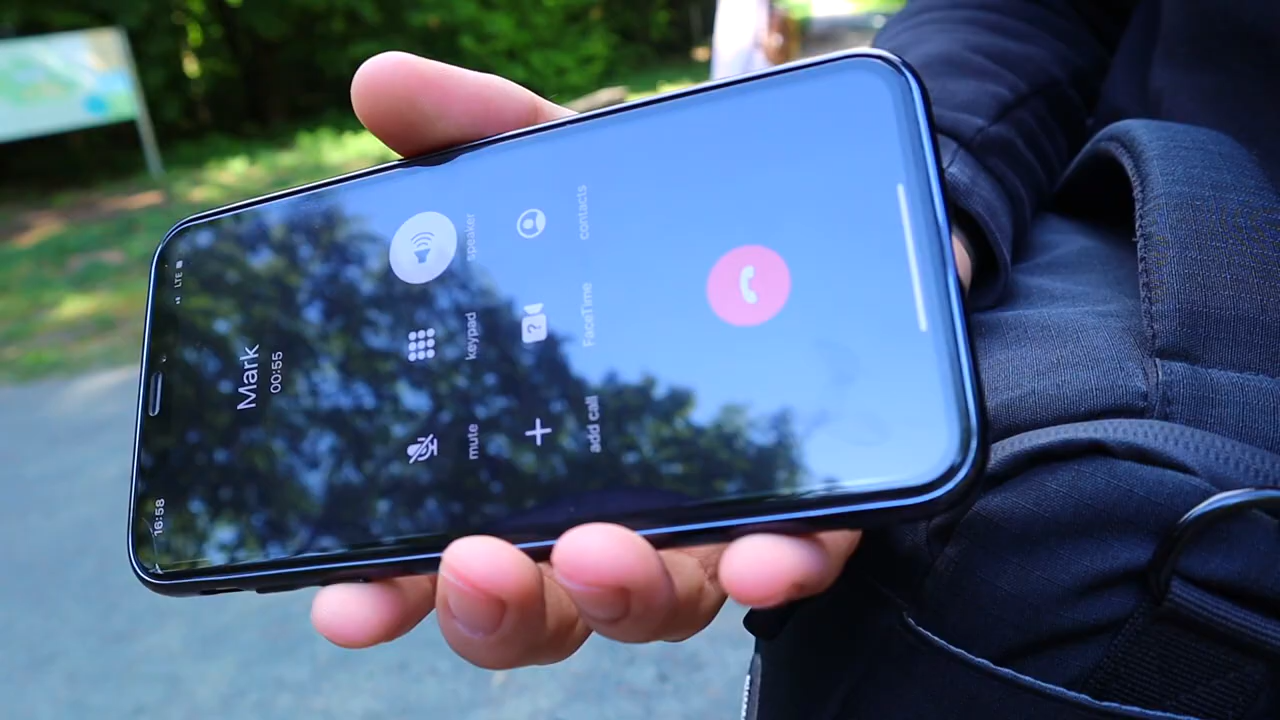 16:58
LTE
Mark
00:55
mute
keypad
speaker
add call
FaceTime
contacts